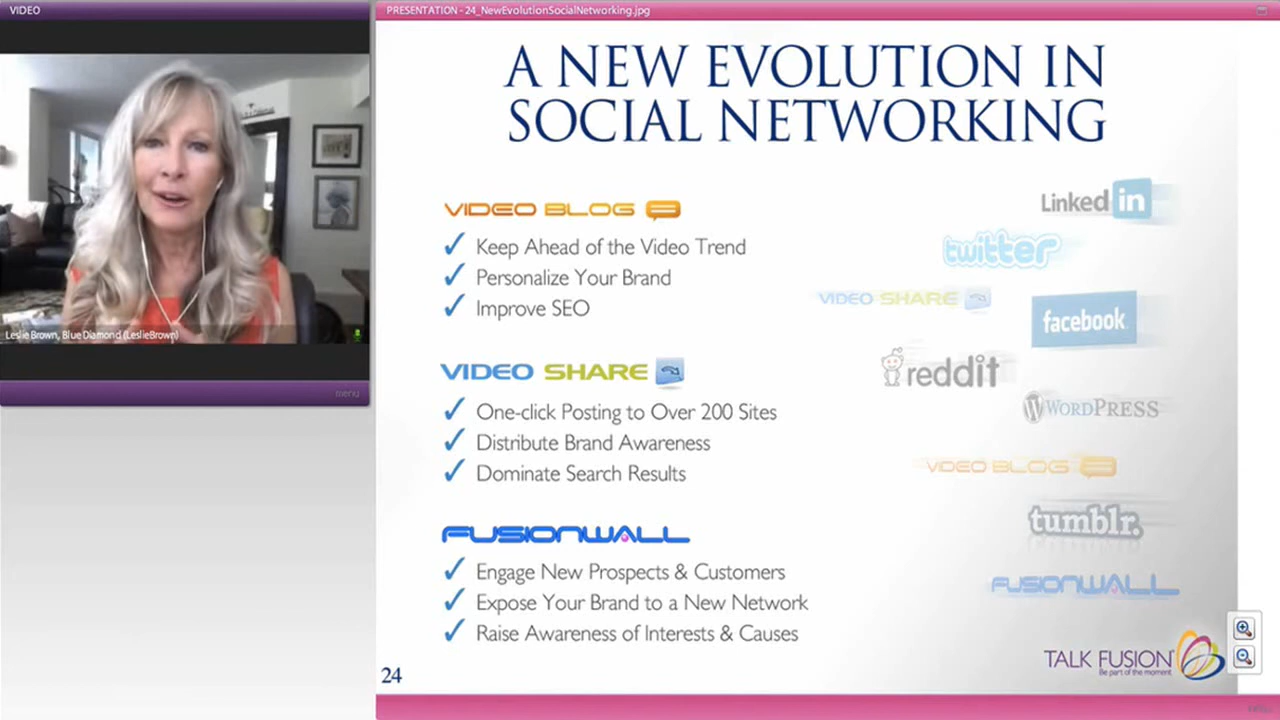 VIDEO
Leslie Brown, Blue Diamond (LeslieBrown)
menu
PRESENTATION - 24_NewEvolutionSocialNetworking.jpg
A NEW EVOLUTION IN
SOCIAL NETWORKING
VIDEO BLOG
✓ Keep Ahead of the Video Trend
✓ Personalize Your Brand
✓ Improve SEO
VIDEO SHARE
✓ One-click Posting to Over 200 Sites
✓ Distribute Brand Awareness
✓ Dominate Search Results
FUSIONWALL
✓ Engage New Prospects & Customers
✓ Expose Your Brand to a New Network
✓ Raise Awareness of Interests & Causes
Linked in
twitter
VIDEO SHARE
facebook
reddit
WORDPRESS
VIDEO BLOG
tumblr.
FUSIONWALL
TALK FUSION
Be part of the moment.
24
menu